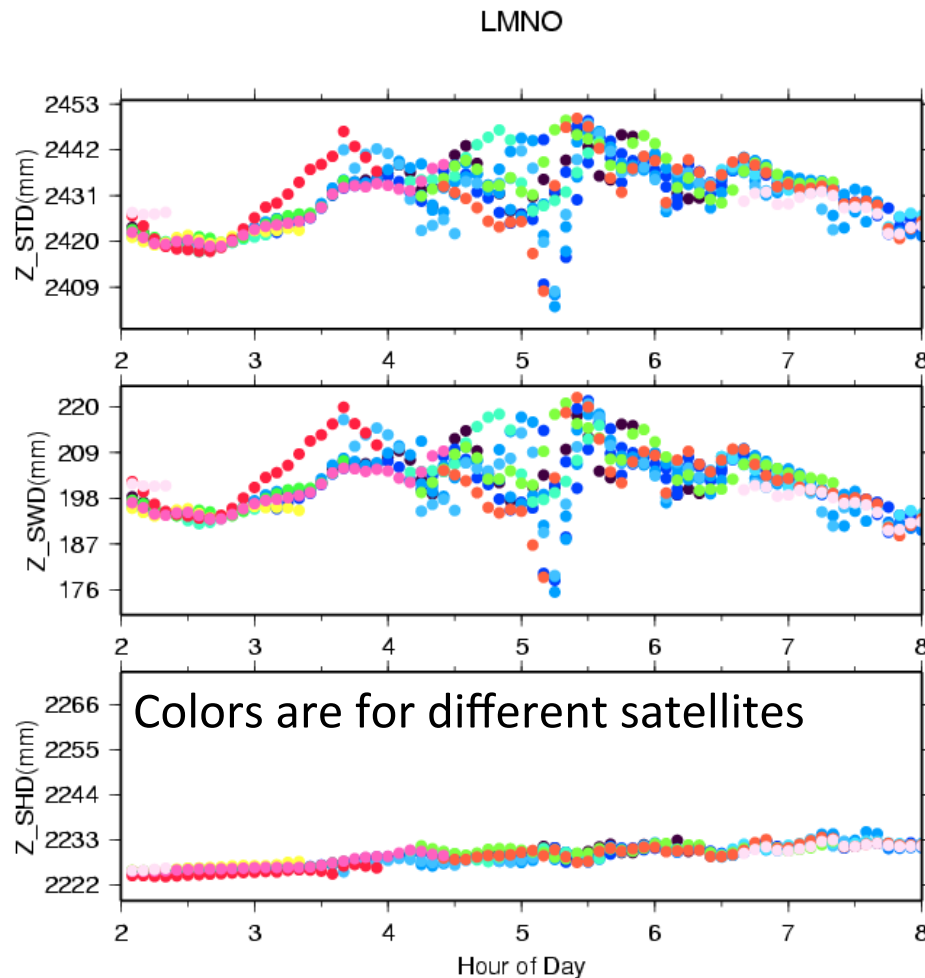 LMNO
Z_STD(mm)
2453
2442
2431
2420
2409
2 3 4 5 6 7 8
Z_SWD(mm)
220
209
198
187
176
2 3 4 5 6 7 8
Z_SHD(mm)
Colors are for different satellites
2266
2255
2244
2233
2222
2 3 4 5 6 7 8
Hour of Day